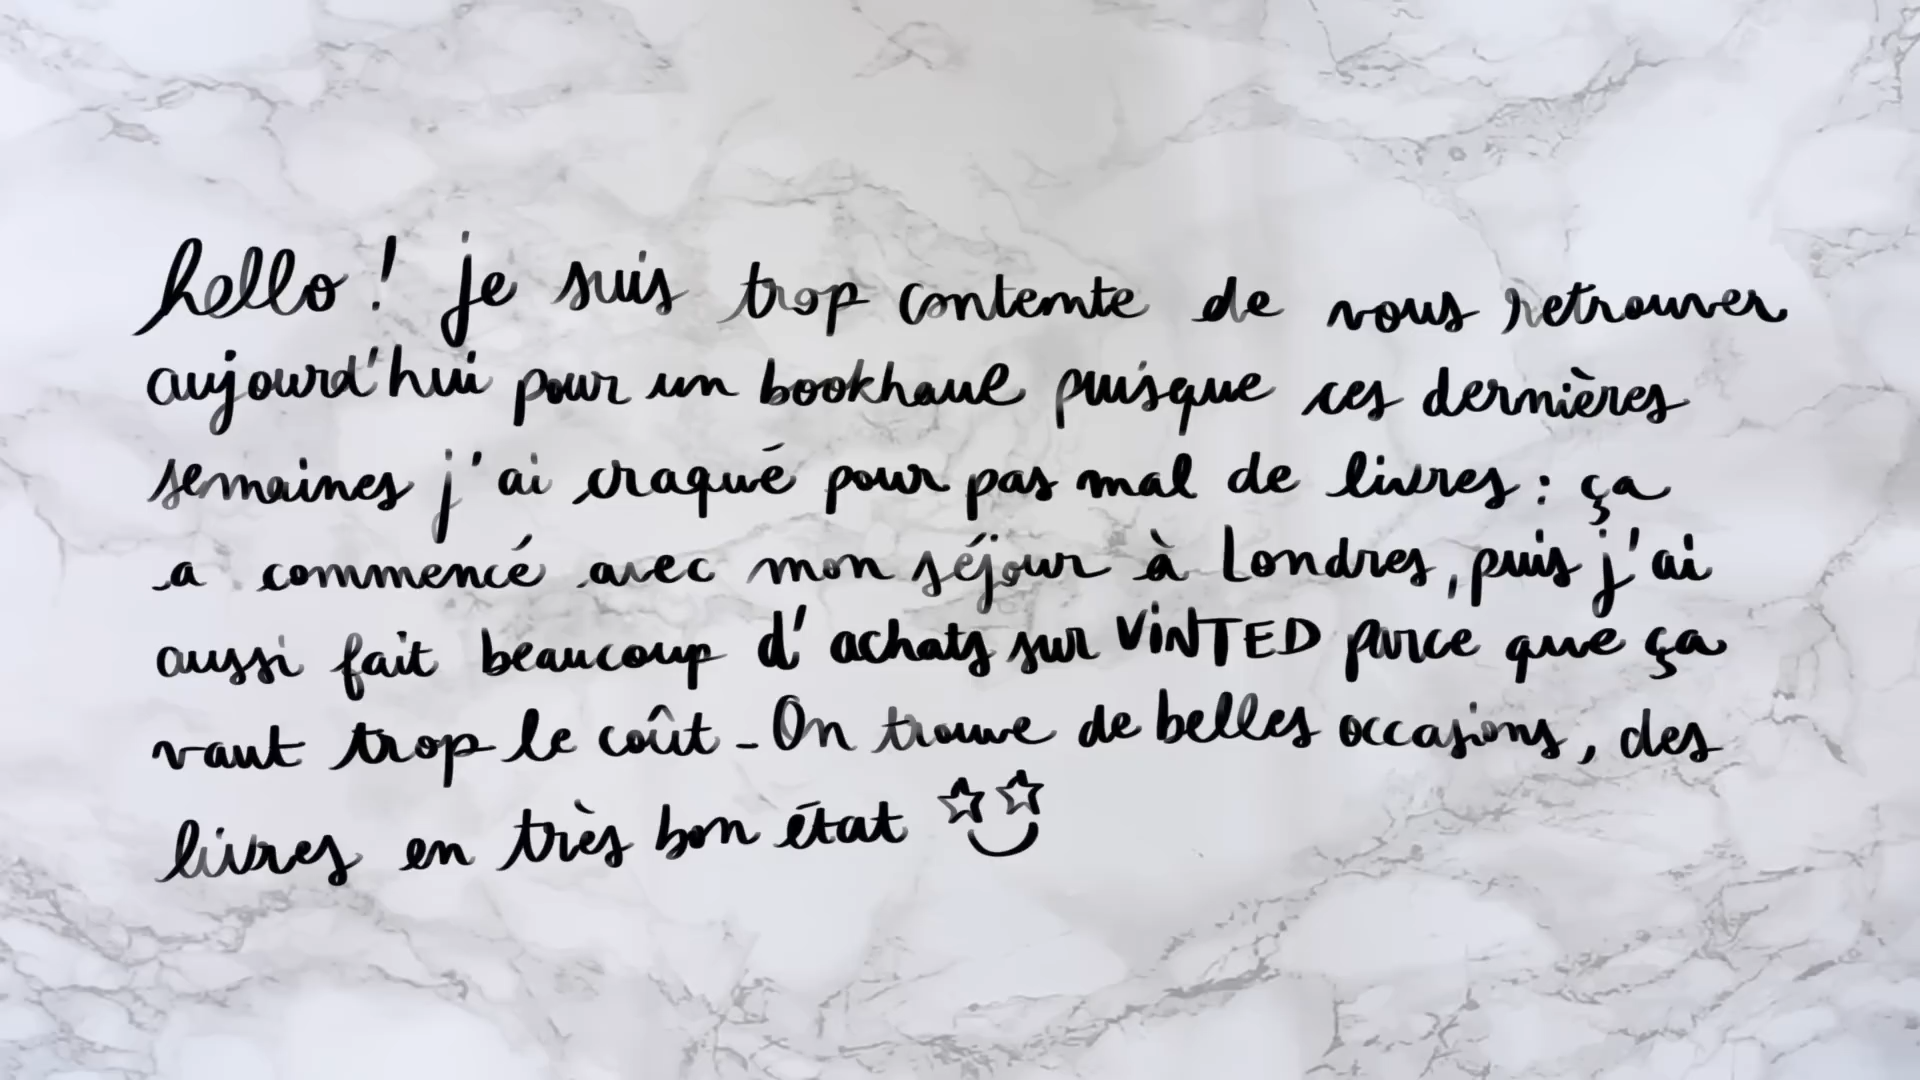 hello ! je suis trop contente de vous retrouver
aujourd'hui pour un bookhaul puisque ces dernières
semaines j'ai craqué pour pas mal de livres : ça
a commencé avec mon séjour à Londres, puis j'ai
aussi fait beaucoup d'achats sur ViNTED parce que ça
vaut trop le coût - On trouve de belles occasions, des
livres en très bon état